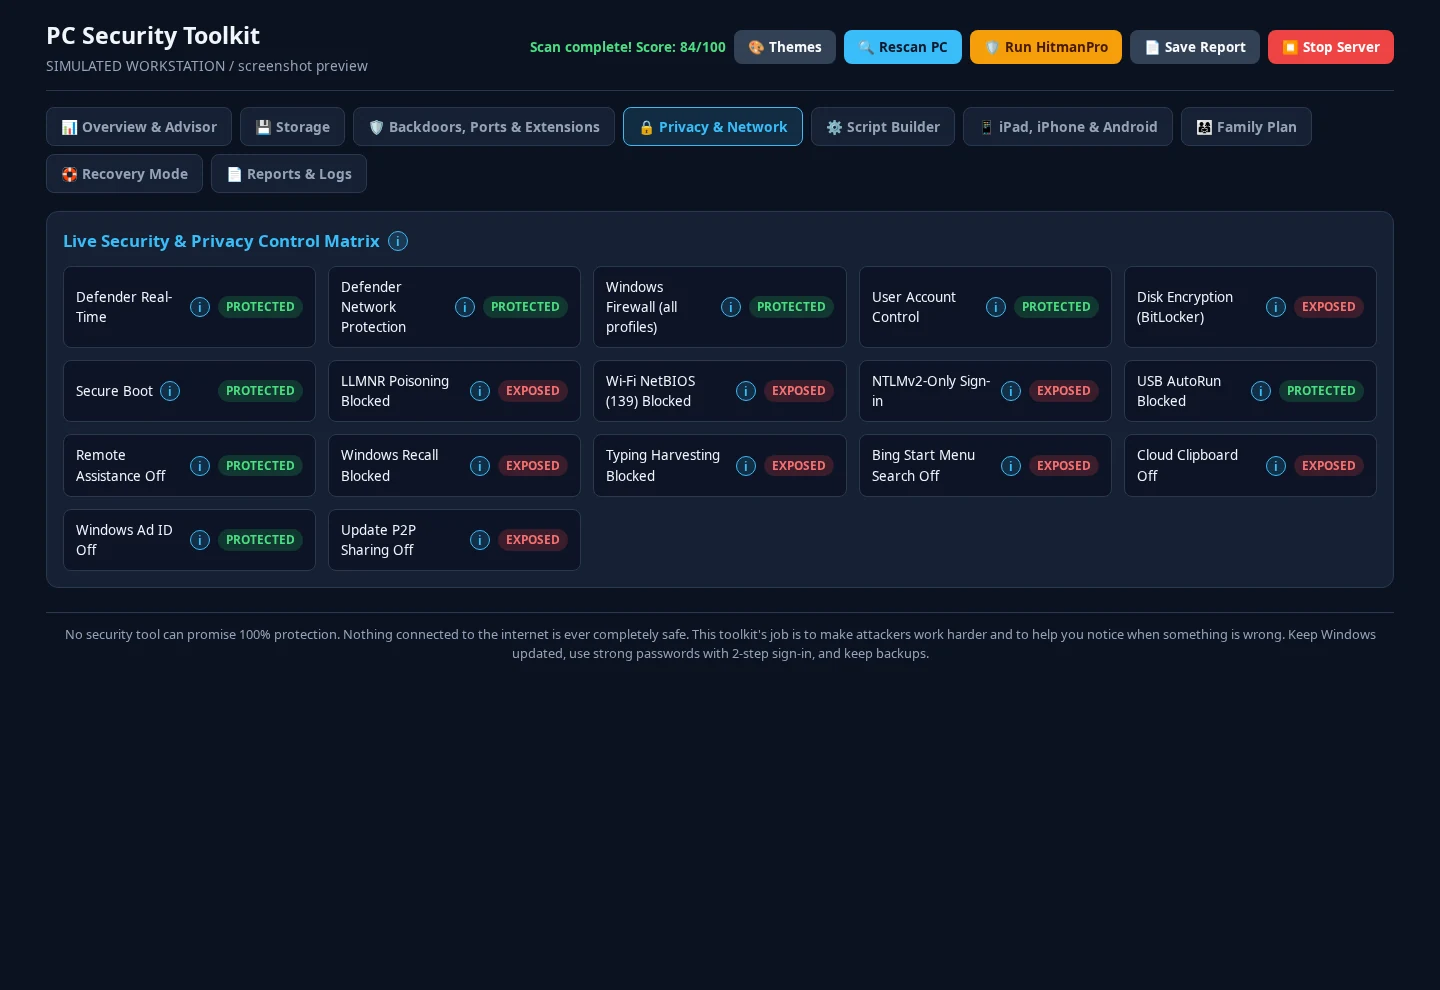 PC Security Toolkit
SIMULATED WORKSTATION / screenshot preview
Scan complete! Score: 84/100
🎨 Themes
🔍 Rescan PC
🛡️ Run HitmanPro
📄 Save Report
⏹️ Stop Server
📊 Overview & Advisor
💾 Storage
🛡️ Backdoors, Ports & Extensions
🔒 Privacy & Network
⚙️ Script Builder
📱 iPad, iPhone & Android
👨‍👩‍👧 Family Plan
🛟 Recovery Mode
📄 Reports & Logs
Live Security & Privacy Control Matrix i
Defender Real-
Time
i PROTECTED
Defender
Network
Protection
i PROTECTED
Windows
Firewall (all
profiles)
i PROTECTED
User Account
Control
i PROTECTED
Disk Encryption
(BitLocker)
i EXPOSED
Secure Boot i PROTECTED
LLMNR Poisoning
Blocked
i EXPOSED
Wi-Fi NetBIOS
(139) Blocked
i EXPOSED
NTLMv2-Only Sign-
in
i EXPOSED
USB AutoRun
Blocked
i PROTECTED
Remote
Assistance Off
i PROTECTED
Windows Recall
Blocked
i EXPOSED
Typing Harvesting
Blocked
i EXPOSED
Bing Start Menu
Search Off
i EXPOSED
Cloud Clipboard
Off
i EXPOSED
Windows Ad ID
Off
i PROTECTED
Update P2P
Sharing Off
i EXPOSED
No security tool can promise 100% protection. Nothing connected to the internet is ever completely safe. This toolkit's job is to make attackers work harder and to help you notice when something is wrong. Keep Windows
updated, use strong passwords with 2-step sign-in, and keep backups.